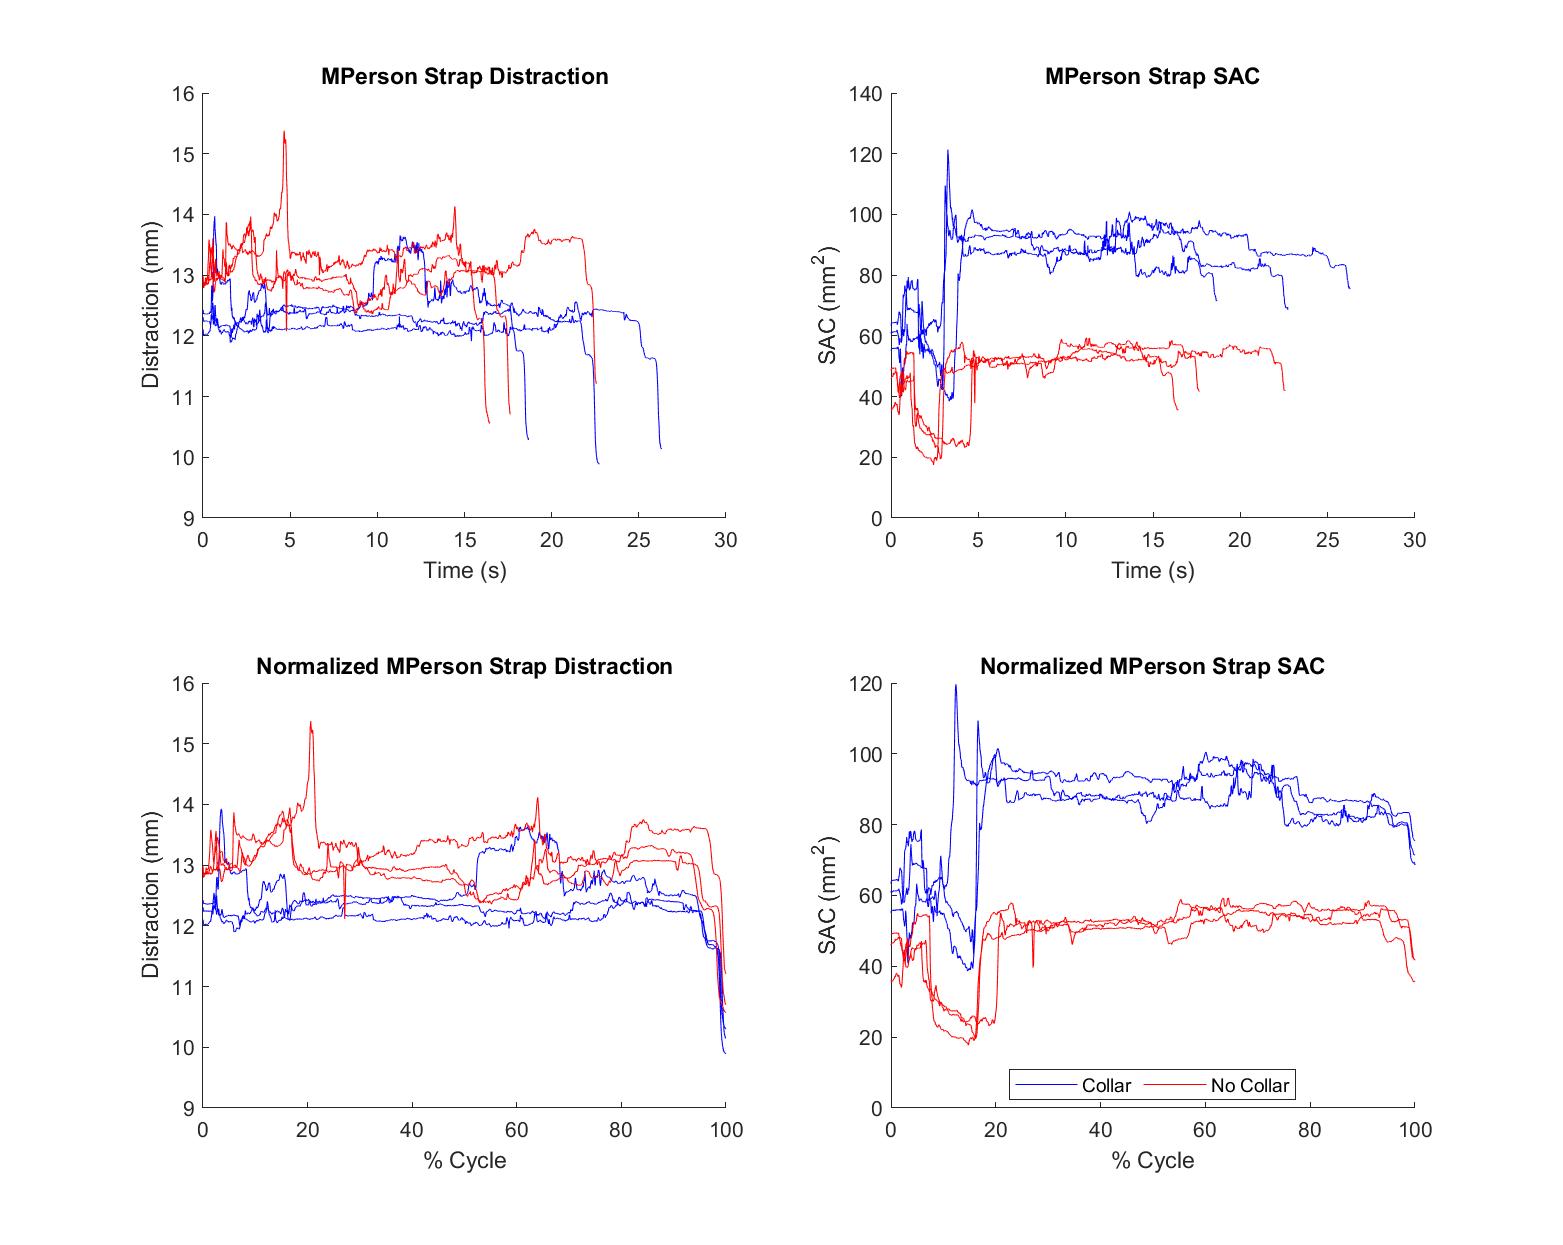 MPerson Strap Distraction
16
15
14
13
12
11
10
9
Distraction (mm)
0 5 10 15 20 25 30
Time (s)
MPerson Strap SAC
140
120
100
80
60
40
20
0
SAC (mm²)
0 5 10 15 20 25 30
Time (s)
Normalized MPerson Strap Distraction
16
15
14
13
12
11
10
9
Distraction (mm)
0 20 40 60 80 100
% Cycle
Normalized MPerson Strap SAC
120
100
80
60
40
20
0
SAC (mm²)
Collar No Collar
0 20 40 60 80 100
% Cycle